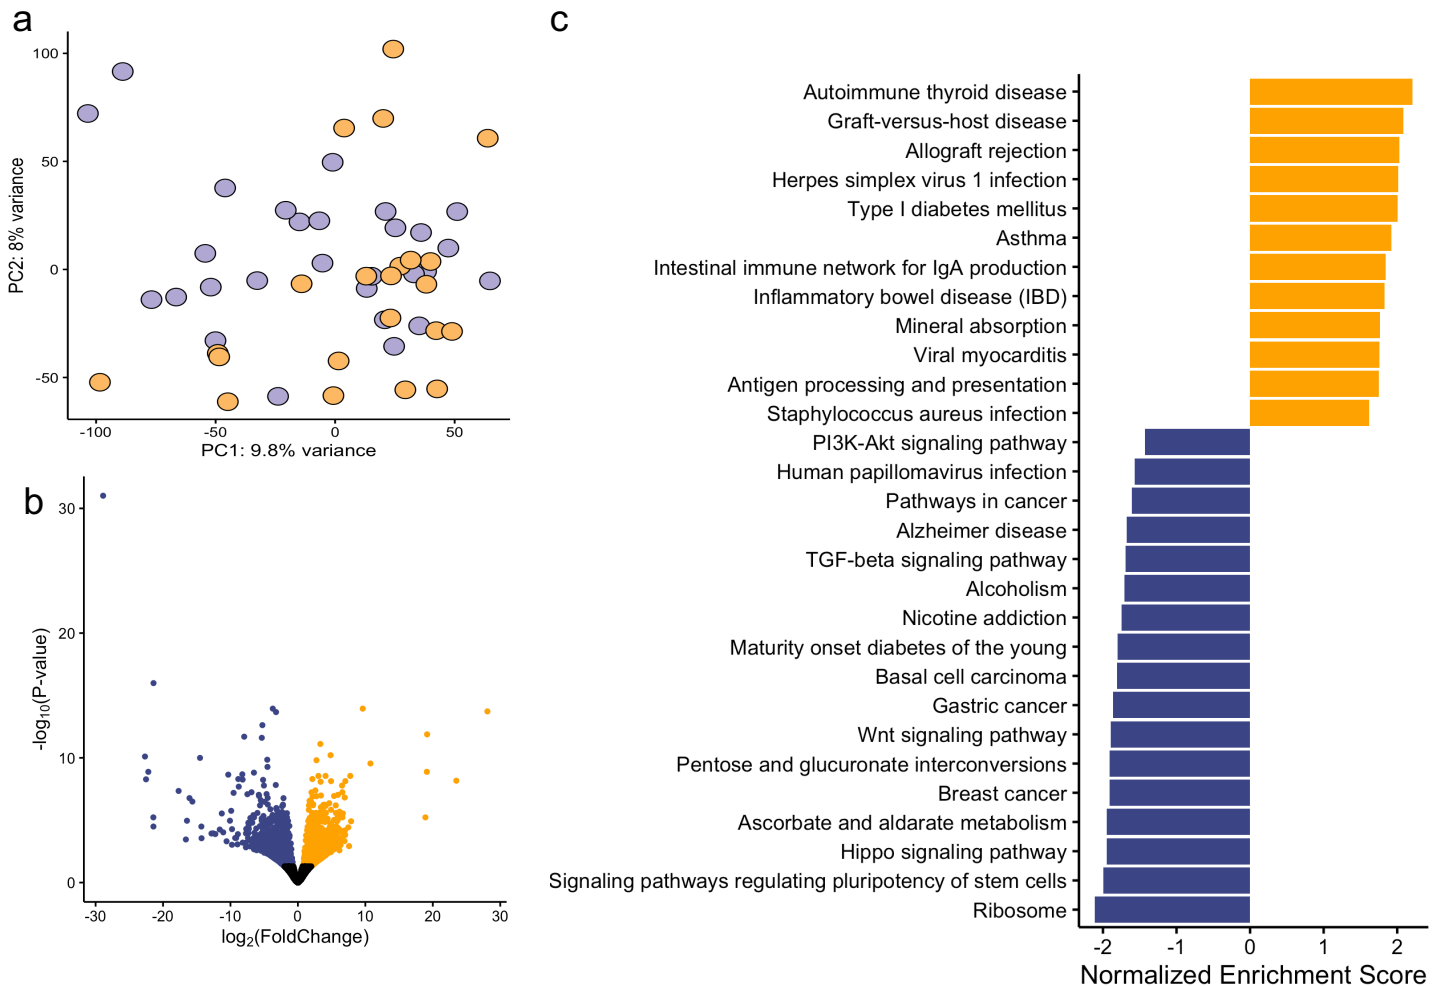 a
100
50
0
-50
PC2: 8% variance
-100
-50
0
50
PC1: 9.8% variance
b
30
20
10
0
-log10(P-value)
-30
-20
-10
0
10
20
30
log2(FoldChange)
c
Autoimmune thyroid disease
Graft-versus-host disease
Allograft rejection
Herpes simplex virus 1 infection
Type I diabetes mellitus
Asthma
Intestinal immune network for IgA production
Inflammatory bowel disease (IBD)
Mineral absorption
Viral myocarditis
Antigen processing and presentation
Staphylococcus aureus infection
PI3K-Akt signaling pathway
Human papillomavirus infection
Pathways in cancer
Alzheimer disease
TGF-beta signaling pathway
Alcoholism
Nicotine addiction
Maturity onset diabetes of the young
Basal cell carcinoma
Gastric cancer
Wnt signaling pathway
Pentose and glucuronate interconversions
Breast cancer
Ascorbate and aldarate metabolism
Hippo signaling pathway
Signaling pathways regulating pluripotency of stem cells
Ribosome
-2
-1
0
1
2
Normalized Enrichment Score